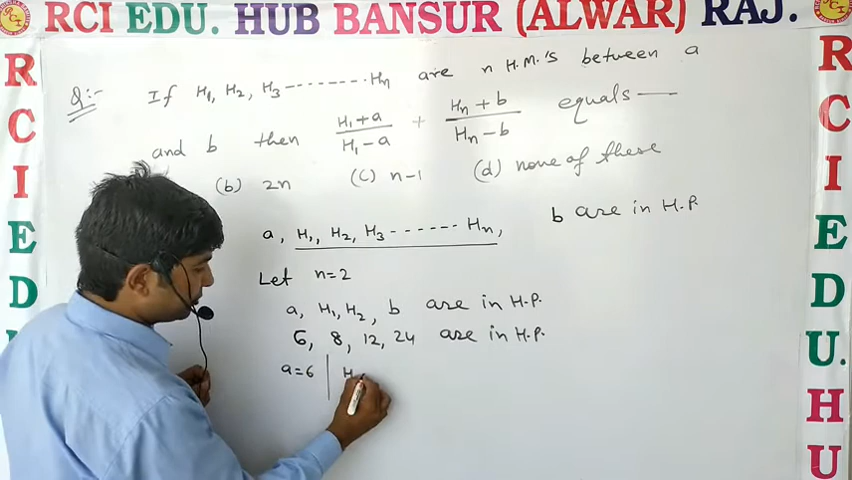 RCI EDU. HUB BANSUR (ALWAR) RAJ.
Q:- If H₁, H₂, H₃ -------- Hn are n H.M.'s between a
and b then (H₁+a)/(H₁-a) + (Hn+b)/(Hn-b) equals ——
(b) 2n (c) n-1 (d) none of these
a, H₁, H₂, H₃ ------ Hn, b are in H.P.
Let n=2
a, H₁, H₂, b are in H.P.
6, 8, 12, 24 are in H.P.
a=6 | H
R
C
I
E
D
R
C
I
E
D
U.
H
U